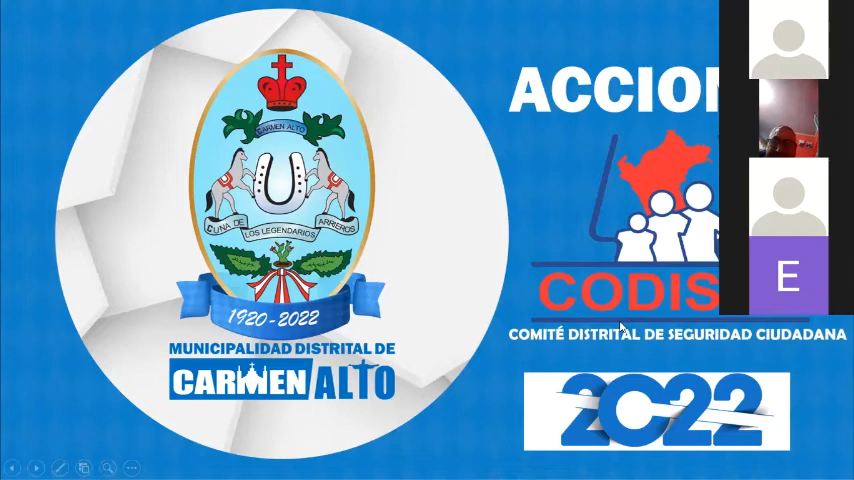 CARMEN ALTO
CUNA DE LOS LEGENDARIOS ARRIEROS
1920-2022
MUNICIPALIDAD DISTRITAL DE
CARMEN ALTO
ACCION
CODIS
COMITÉ DISTRITAL DE SEGURIDAD CIUDADANA
2022
E